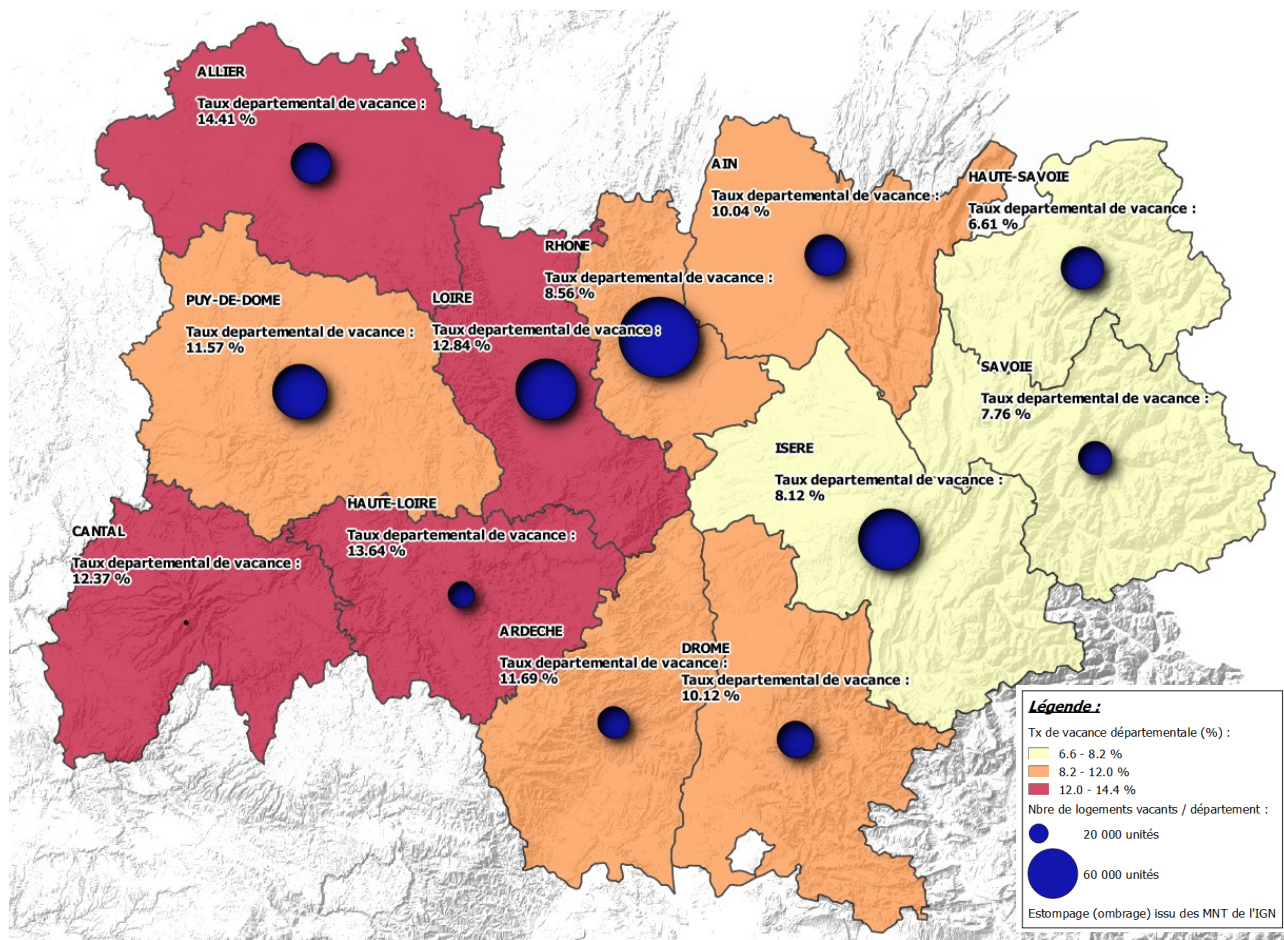 ALLIER
Taux departemental de vacance :
14.41 %
AIN
Taux departemental de vacance :
10.04 %
HAUTE-SAVOIE
Taux departemental de vacance :
6.61 %
RHONE
Taux departemental de vacance :
8.56 %
PUY-DE-DOME
Taux departemental de vacance :
11.57 %
LOIRE
Taux departemental de vacance :
12.84 %
SAVOIE
Taux departemental de vacance :
7.76 %
ISERE
Taux departemental de vacance :
8.12 %
HAUTE-LOIRE
Taux departemental de vacance :
13.64 %
CANTAL
Taux departemental de vacance :
12.37 %
ARDECHE
Taux departemental de vacance :
11.69 %
DROME
Taux departemental de vacance :
10.12 %
Légende :
Tx de vacance départementale (%) :
6.6 - 8.2 %
8.2 - 12.0 %
12.0 - 14.4 %
Nbre de logements vacants / département :
20 000 unités
60 000 unités
Estompage (ombrage) issu des MNT de l'IGN